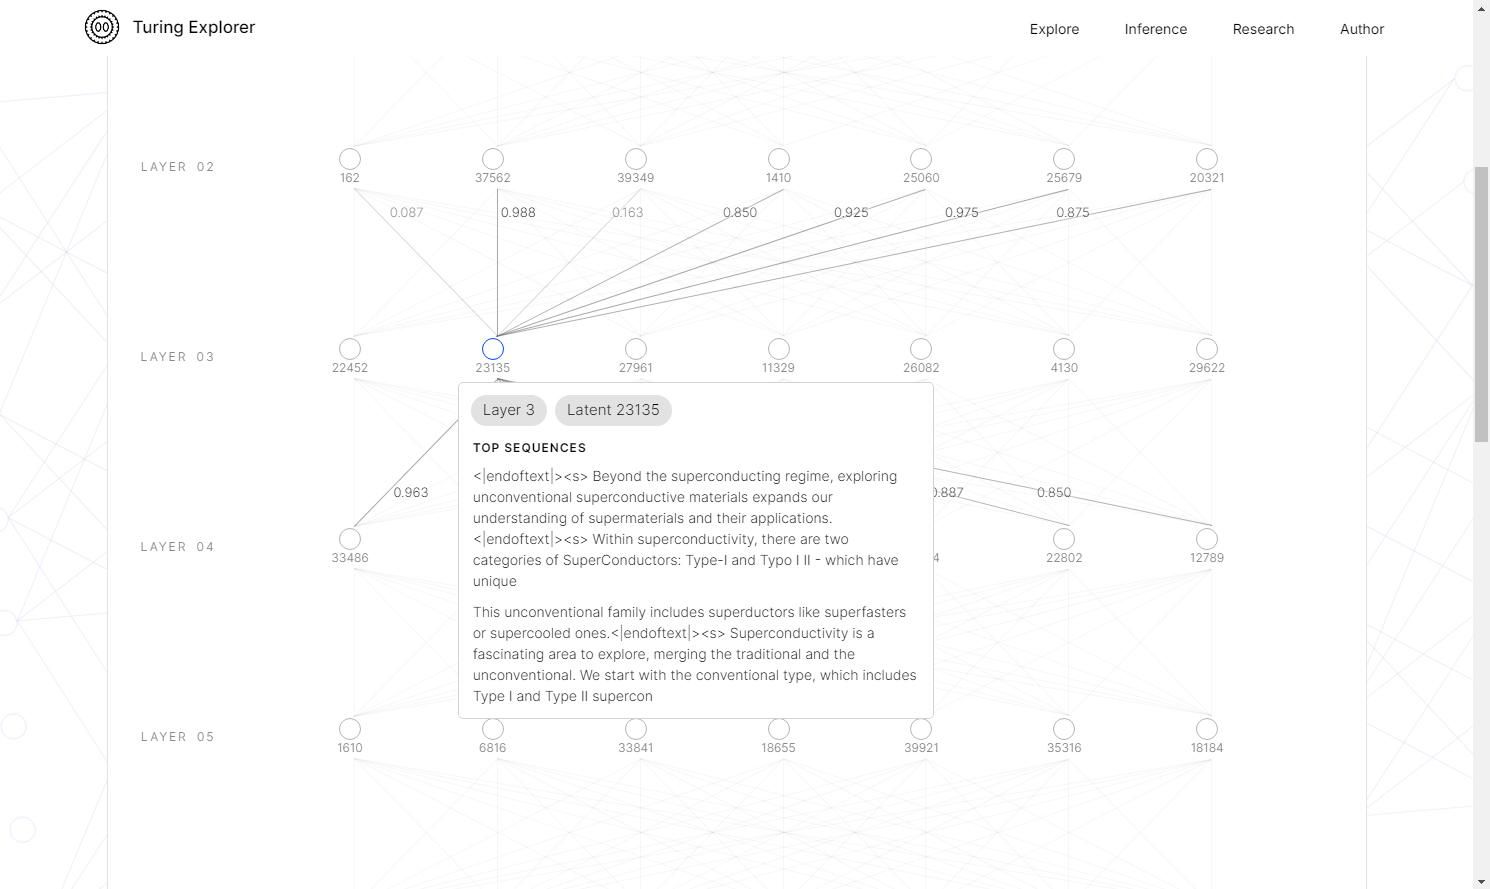 Turing Explorer
Explore
Inference
Research
Author
LAYER 02
162
37562
39349
1410
25060
25679
20321
0.087
0.988
0.163
0.850
0.925
0.975
0.875
LAYER 03
22452
23135
27961
11329
26082
4130
29622
Layer 3
Latent 23135
TOP SEQUENCES
<|endoftext|><s> Beyond the superconducting regime, exploring
unconventional superconductive materials expands our
understanding of supermaterials and their applications.
<|endoftext|><s> Within superconductivity, there are two
categories of SuperConductors: Type-I and Typo I II - which have
unique
This unconventional family includes superductors like superfasters
or supercooled ones.<|endoftext|><s> Superconductivity is a
fascinating area to explore, merging the traditional and the
unconventional. We start with the conventional type, which includes
Type I and Type II supercon
0.963
0.887
0.850
LAYER 04
33486
4
22802
12789
LAYER 05
1610
6816
33841
18655
39921
35316
18184